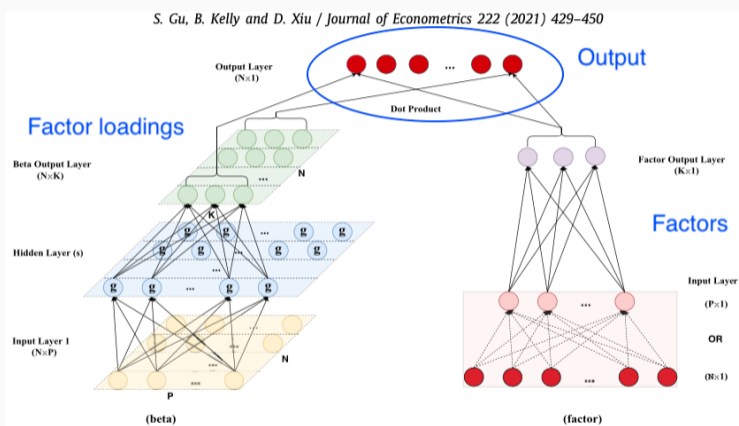 S. Gu, B. Kelly and D. Xiu / Journal of Econometrics 222 (2021) 429–450
Output
Output Layer
(N×1)
...
Dot Product
Factor loadings
Beta Output Layer
(N×K)
...
N
K
Factor Output Layer
(K×1)
Factors
Hidden Layer (s)
g g ... g g
g g ... g g
...
g g ... g g
Input Layer
(P×1)
...
OR
(N×1)
...
Input Layer 1
(N×P)
...
...
N
...
P
(beta)
(factor)